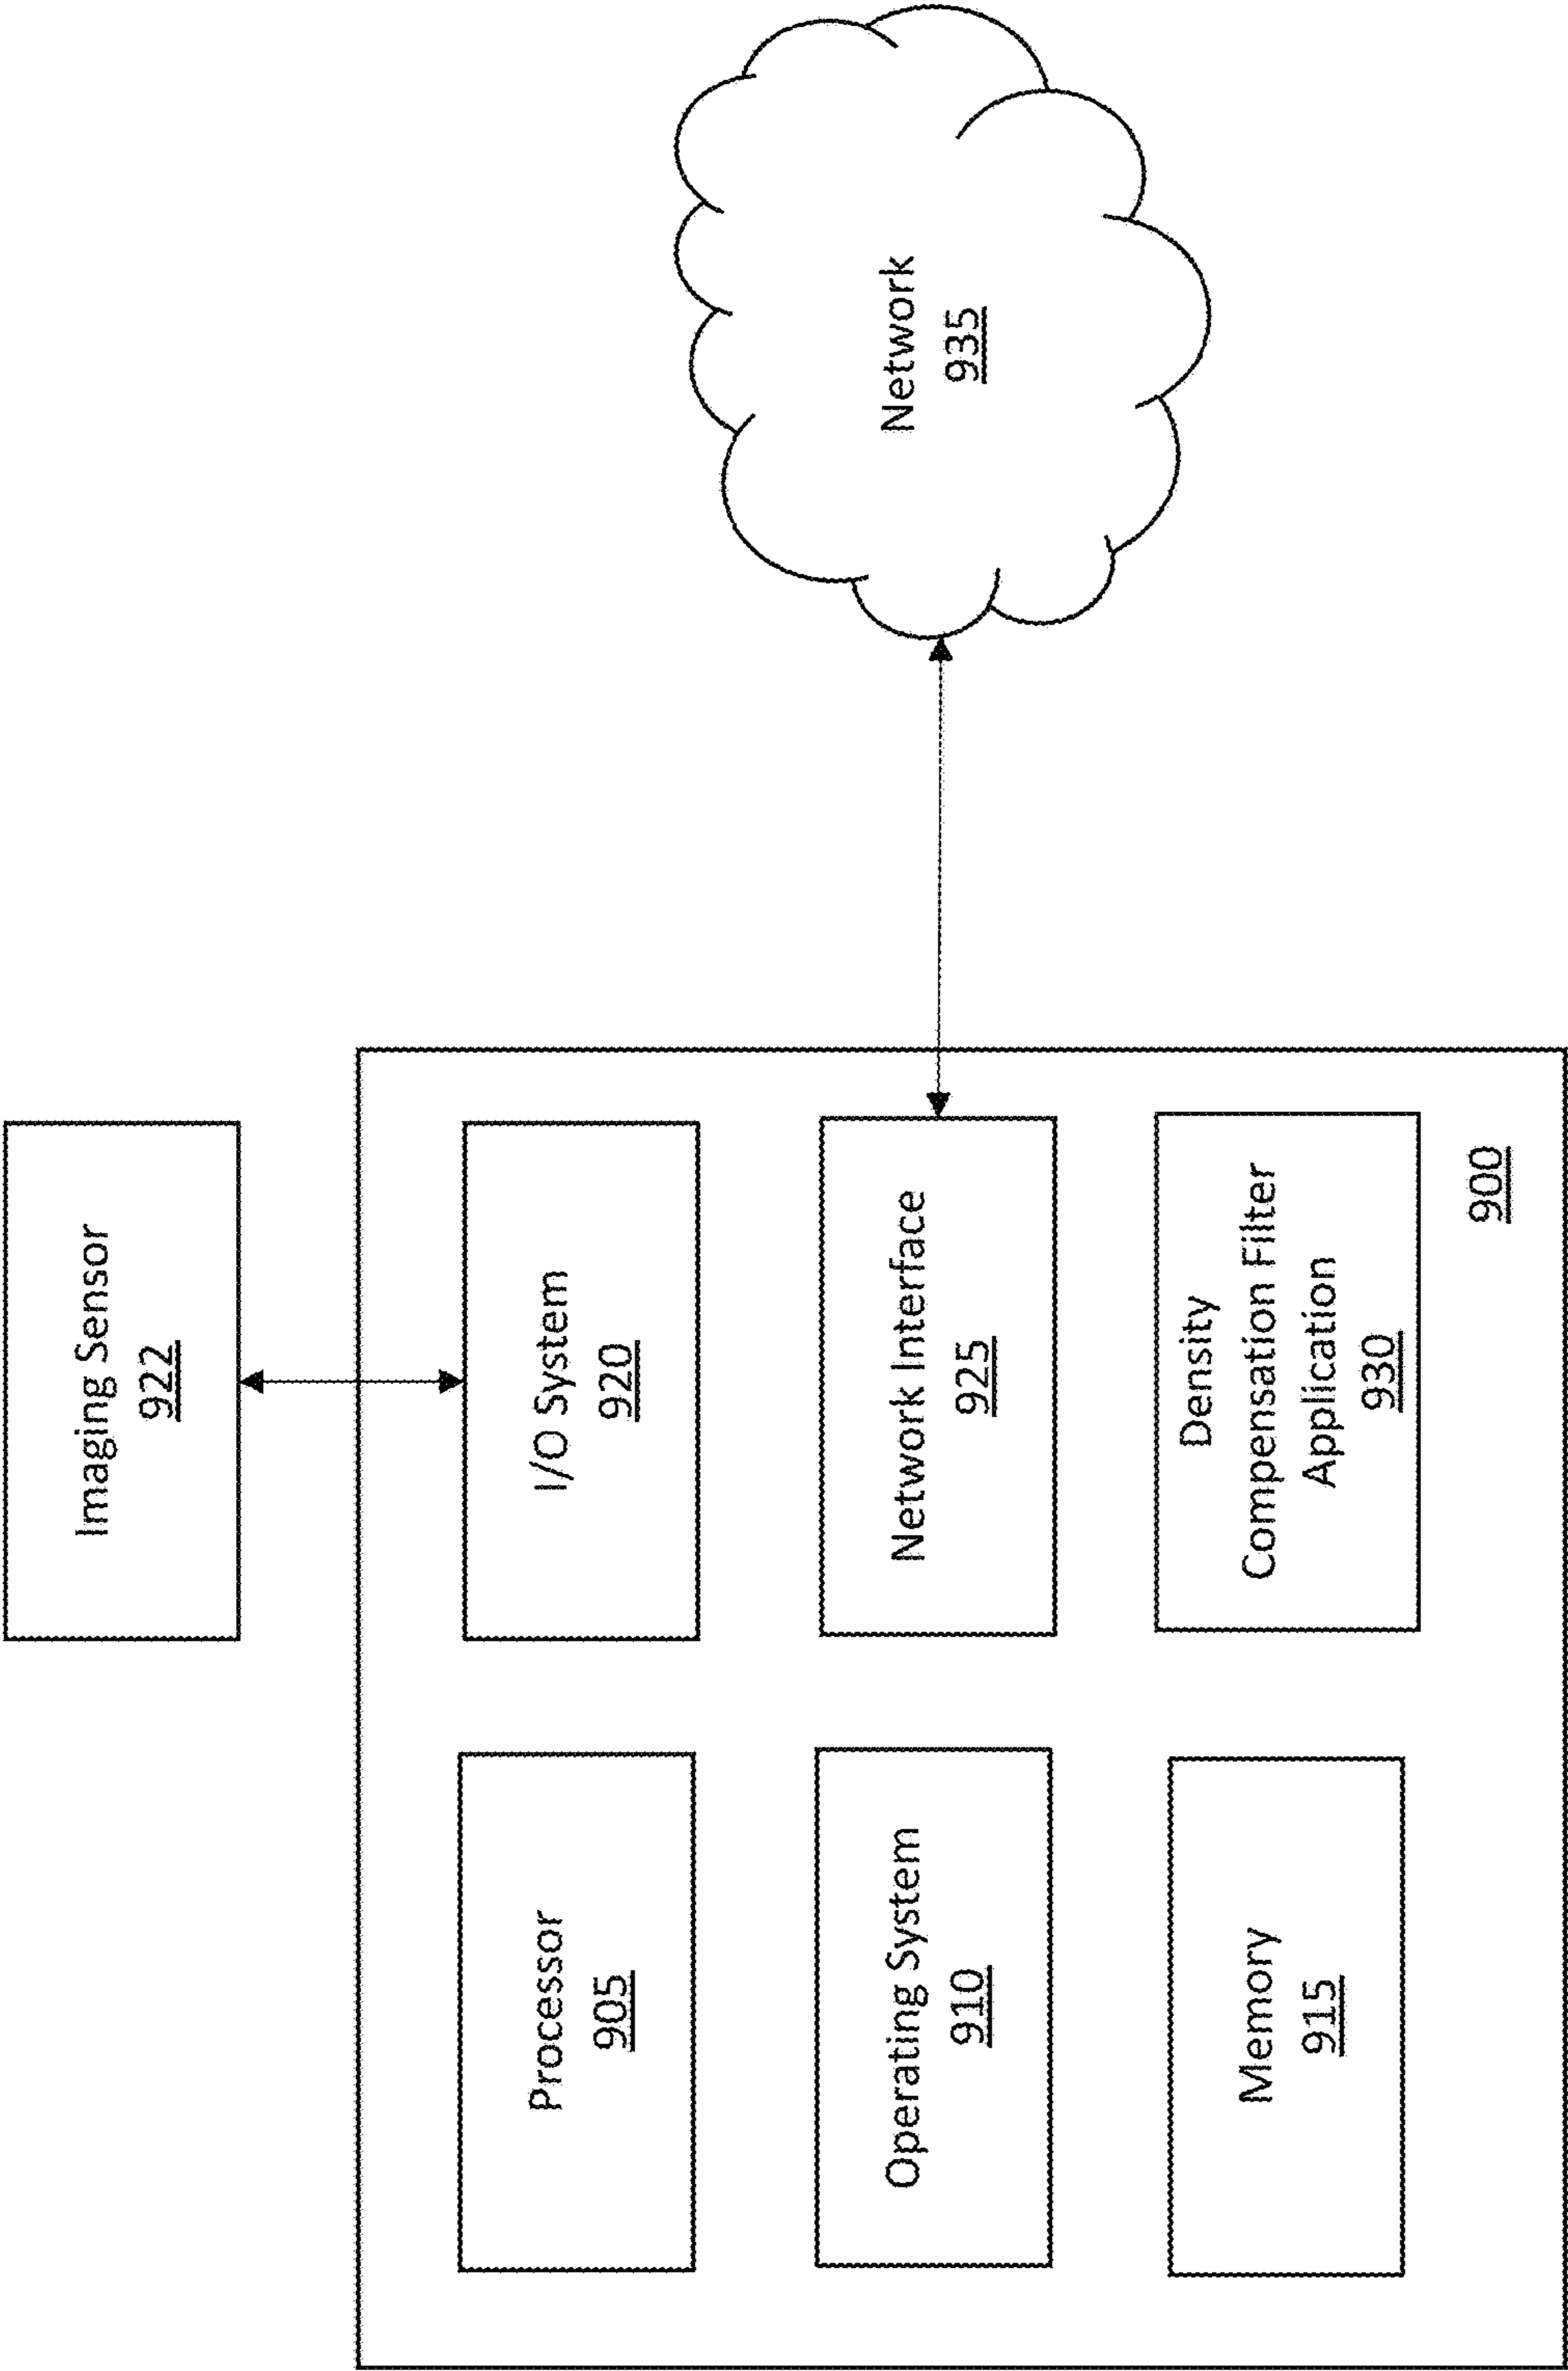 Imaging Sensor
922
Processor
905
I/O System
920
Operating System
910
Network Interface
925
Network
935
Memory
915
Density
Compensation Filter
Application
930
900